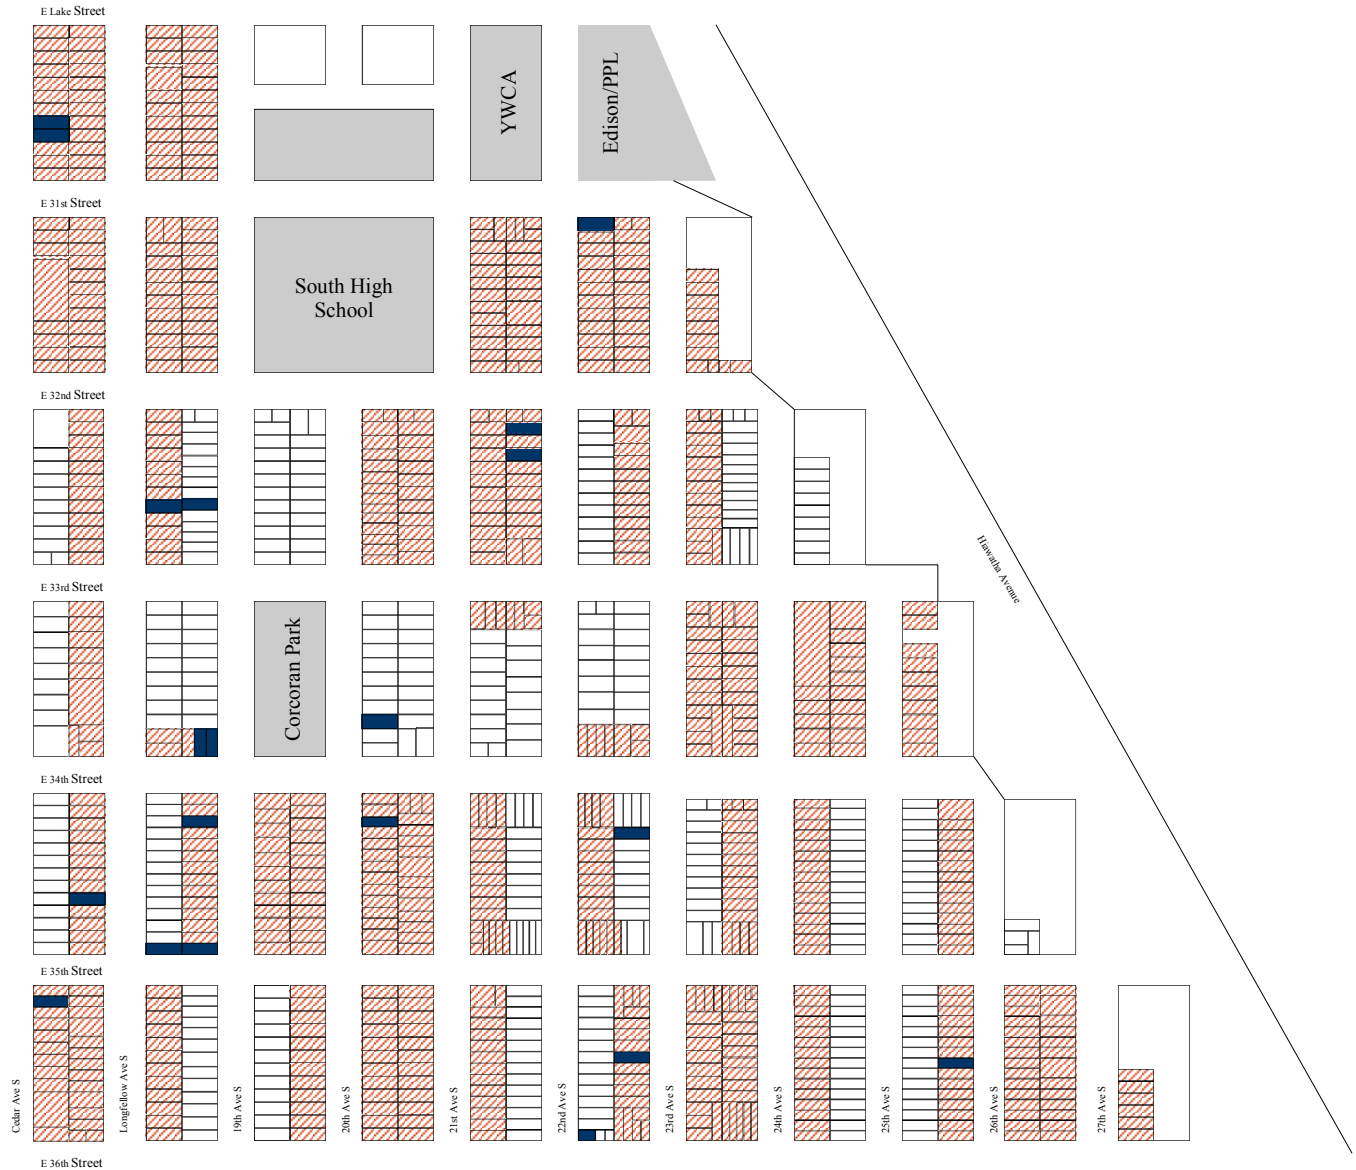 E Lake Street
YWCA
Edison/PPL
E 31st Street
South High
School
E 32nd Street
Hiawatha Avenue
E 33rd Street
Corcoran Park
E 34th Street
E 35th Street
Cedar Ave S
Longfellow Ave S
19th Ave S
20th Ave S
21st Ave S
22nd Ave S
23rd Ave S
24th Ave S
25th Ave S
26th Ave S
27th Ave S
E 36th Street